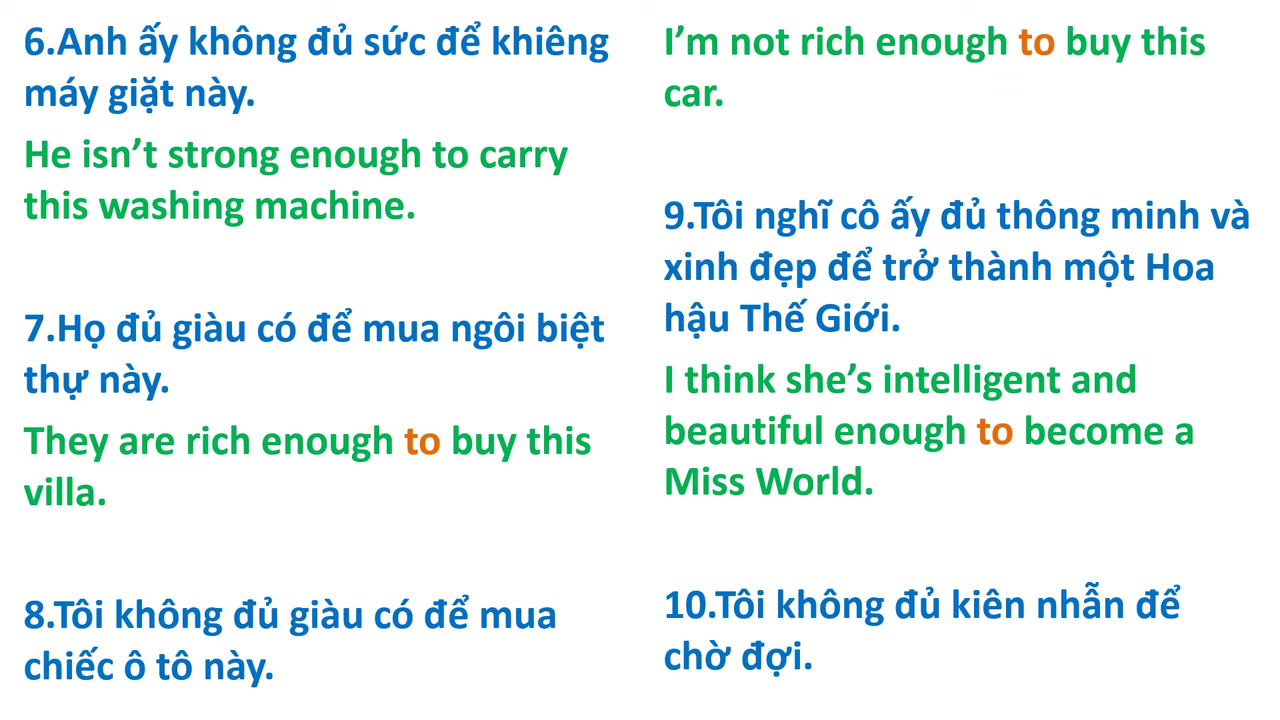 6.Anh ấy không đủ sức để khiêng
máy giặt này.
He isn’t strong enough to carry
this washing machine.
7.Họ đủ giàu có để mua ngôi biệt
thự này.
They are rich enough to buy this
villa.
8.Tôi không đủ giàu có để mua
chiếc ô tô này.
I’m not rich enough to buy this
car.
9.Tôi nghĩ cô ấy đủ thông minh và
xinh đẹp để trở thành một Hoa
hậu Thế Giới.
I think she’s intelligent and
beautiful enough to become a
Miss World.
10.Tôi không đủ kiên nhẫn để
chờ đợi.